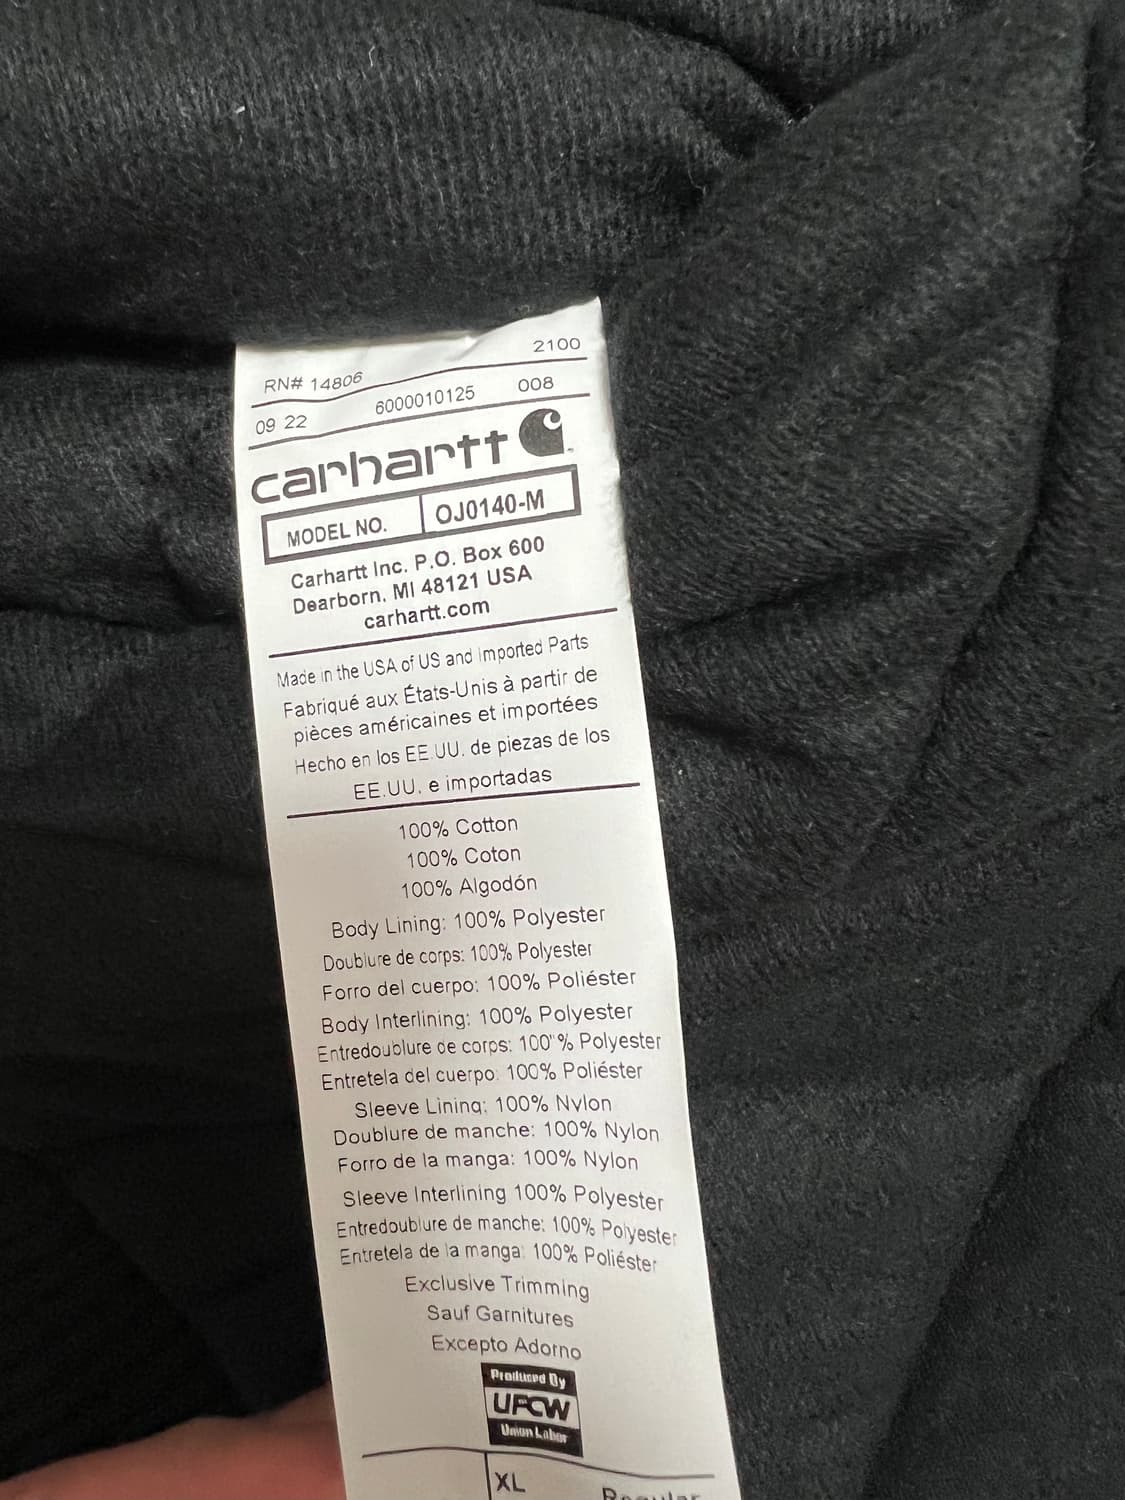 2100
RN# 14806
09 22 6000010125 008
carhartt
MODEL NO. OJ0140-M
Carhartt Inc. P.O. Box 600
Dearborn, MI 48121 USA
carhartt.com
Made in the USA of US and Imported Parts
Fabriqué aux États-Unis à partir de
pièces américaines et importées
Hecho en los EE.UU. de piezas de los
EE.UU. e importadas
100% Cotton
100% Coton
100% Algodón
Body Lining: 100% Polyester
Doublure de corps: 100% Polyester
Forro del cuerpo: 100% Poliéster
Body Interlining: 100% Polyester
Entredoublure de corps: 100"% Polyester
Entretela del cuerpo: 100% Poliéster
Sleeve Lining: 100% Nylon
Doublure de manche: 100% Nylon
Forro de la manga: 100% Nylon
Sleeve Interlining 100% Polyester
Entredoublure de manche: 100% Polyester
Entretela de la manga: 100% Poliéster
Exclusive Trimming
Sauf Garnitures
Excepto Adorno
Produced By
UFCW
Union Labor
XL Regular